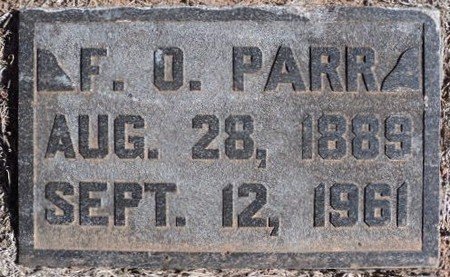 F. O. PARR
AUG. 28, 1889
SEPT. 12, 1961